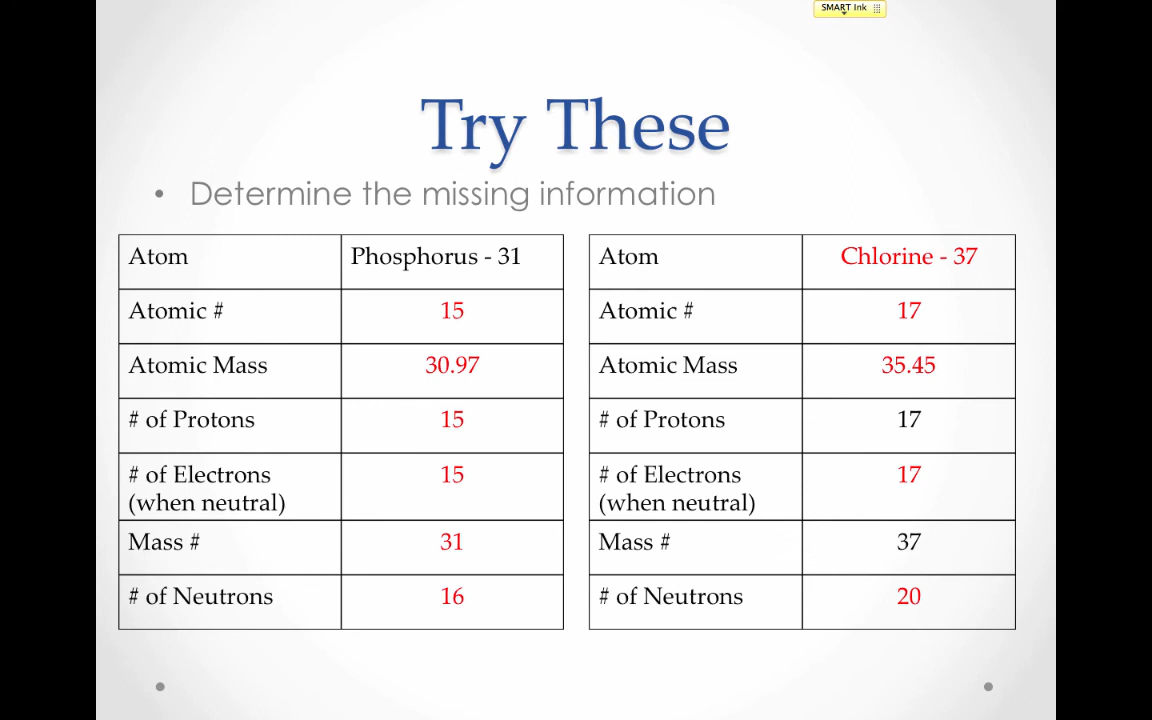 SMART Ink
Try These
• Determine the missing information
Atom Phosphorus - 31
Atomic # 15
Atomic Mass 30.97
# of Protons 15
# of Electrons 15
(when neutral)
Mass # 31
# of Neutrons 16
Atom Chlorine - 37
Atomic # 17
Atomic Mass 35.45
# of Protons 17
# of Electrons 17
(when neutral)
Mass # 37
# of Neutrons 20